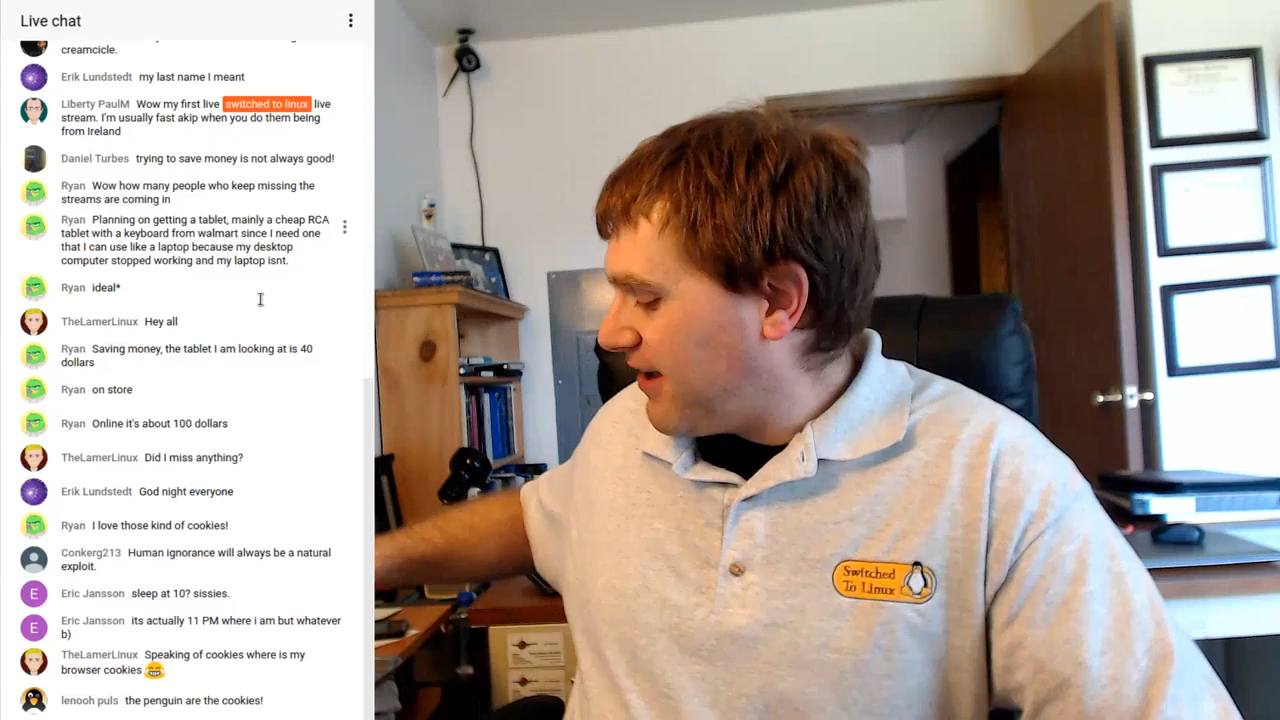 Live chat
creamcicle.
Erik Lundstedt my last name I meant
Liberty PaulM Wow my first live switched to linux live
stream. I'm usually fast akip when you do them being
from Ireland
Daniel Turbes trying to save money is not always good!
Ryan Wow how many people who keep missing the
streams are coming in
Ryan Planning on getting a tablet, mainly a cheap RCA
tablet with a keyboard from walmart since I need one
that I can use like a laptop because my desktop
computer stopped working and my laptop isnt.
Ryan ideal*
TheLamerLinux Hey all
Ryan Saving money, the tablet I am looking at is 40
dollars
Ryan on store
Ryan Online it's about 100 dollars
TheLamerLinux Did I miss anything?
Erik Lundstedt God night everyone
Ryan I love those kind of cookies!
Conkerg213 Human ignorance will always be a natural
exploit.
E
Eric Jansson sleep at 10? sissies.
E
Eric Jansson its actually 11 PM where i am but whatever
b)
TheLamerLinux Speaking of cookies where is my
browser cookies 😂
lenooh puls the penguin are the cookies!
Switched
To Linux